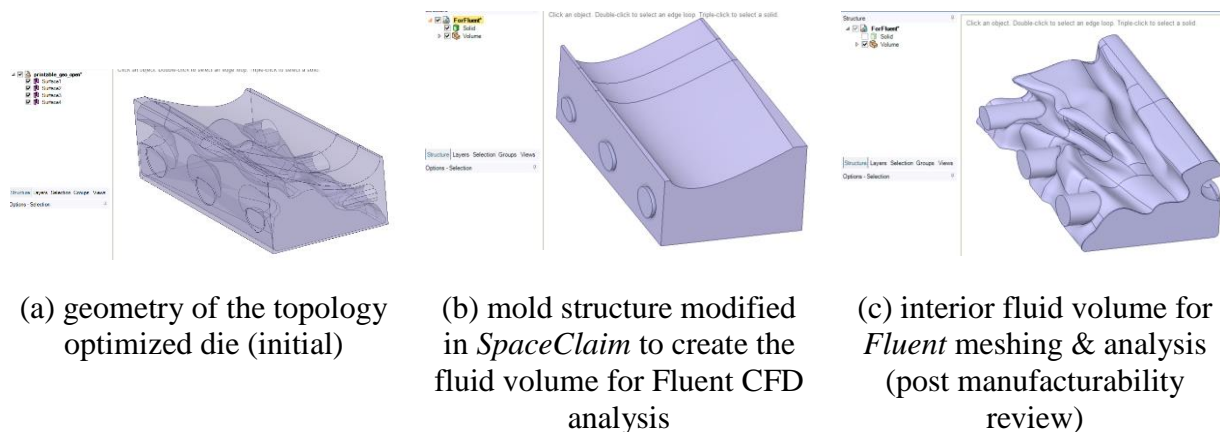 ForFluent*
Solid
Volume
Click an object. Double-click to select an edge loop. Triple-click to select a solid.
Structure Layers Selection Groups Views
Options - Selection
Structure
ForFluent*
Solid
Volume
Click an object. Double-click to select an edge loop. Triple-click to select a solid.
Structure Layers Selection Groups Views
Options - Selection
printable_geo_open*
Surface1
Surface2
Surface3
Surface4
Click an object. Double-click to select an edge loop. Triple-click to select a solid.
Structure Layers Selection Groups Views
Options - Selection
(a) geometry of the topology
optimized die (initial)
(b) mold structure modified
in SpaceClaim to create the
fluid volume for Fluent CFD
analysis
(c) interior fluid volume for
Fluent meshing & analysis
(post manufacturability
review)